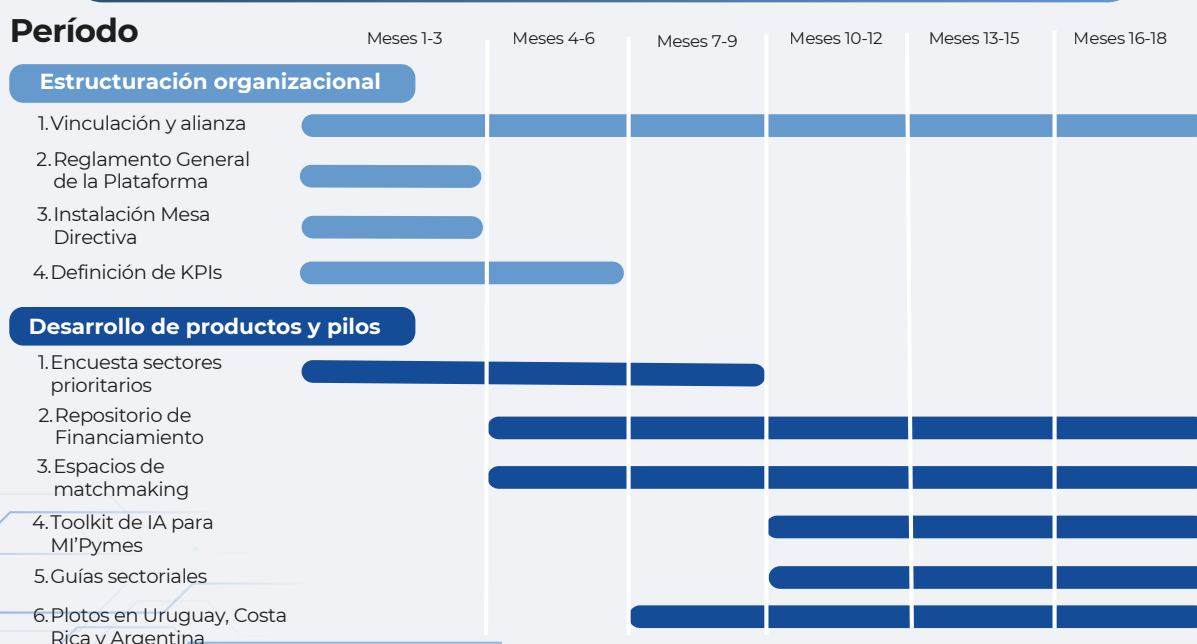 Período
Meses 1-3
Meses 4-6
Meses 7-9
Meses 10-12
Meses 13-15
Meses 16-18
Estructuración organizacional
1.Vinculación y alianza
2.Reglamento General
de la Plataforma
3.Instalación Mesa
Directiva
4.Definición de KPIs
Desarrollo de productos y pilos
1.Encuesta sectores
prioritarios
2.Repositorio de
Financiamiento
3.Espacios de
matchmaking
4.Toolkit de IA para
MI'Pymes
5.Guías sectoriales
6.Plotos en Uruguay, Costa
Rica y Argentina